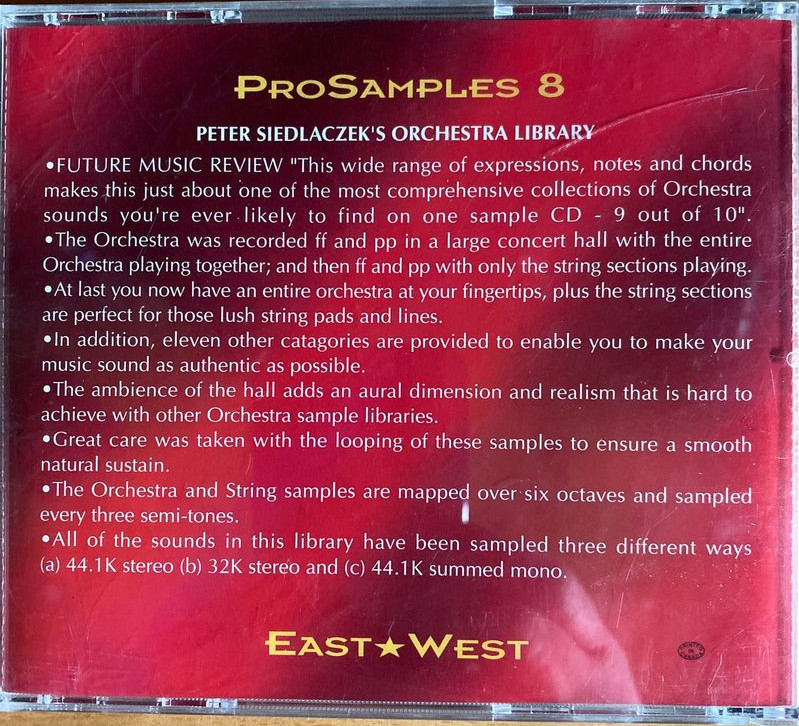 PROSAMPLES 8
PETER SIEDLACZEK'S ORCHESTRA LIBRARY
•FUTURE MUSIC REVIEW "This wide range of expressions, notes and chords
makes this just about one of the most comprehensive collections of Orchestra
sounds you're ever likely to find on one sample CD - 9 out of 10".
•The Orchestra was recorded ff and pp in a large concert hall with the entire
Orchestra playing together; and then ff and pp with only the string sections playing.
•At last you now have an entire orchestra at your fingertips, plus the string sections
are perfect for those lush string pads and lines.
•In addition, eleven other catagories are provided to enable you to make your
music sound as authentic as possible.
•The ambience of the hall adds an aural dimension and realism that is hard to
achieve with other Orchestra sample libraries.
•Great care was taken with the looping of these samples to ensure a smooth
natural sustain.
•The Orchestra and String samples are mapped over six octaves and sampled
every three semi-tones.
•All of the sounds in this library have been sampled three different ways
(a) 44.1K stereo (b) 32K stereo and (c) 44.1K summed mono.
EAST★WEST
PRINTED
IN
CANADA